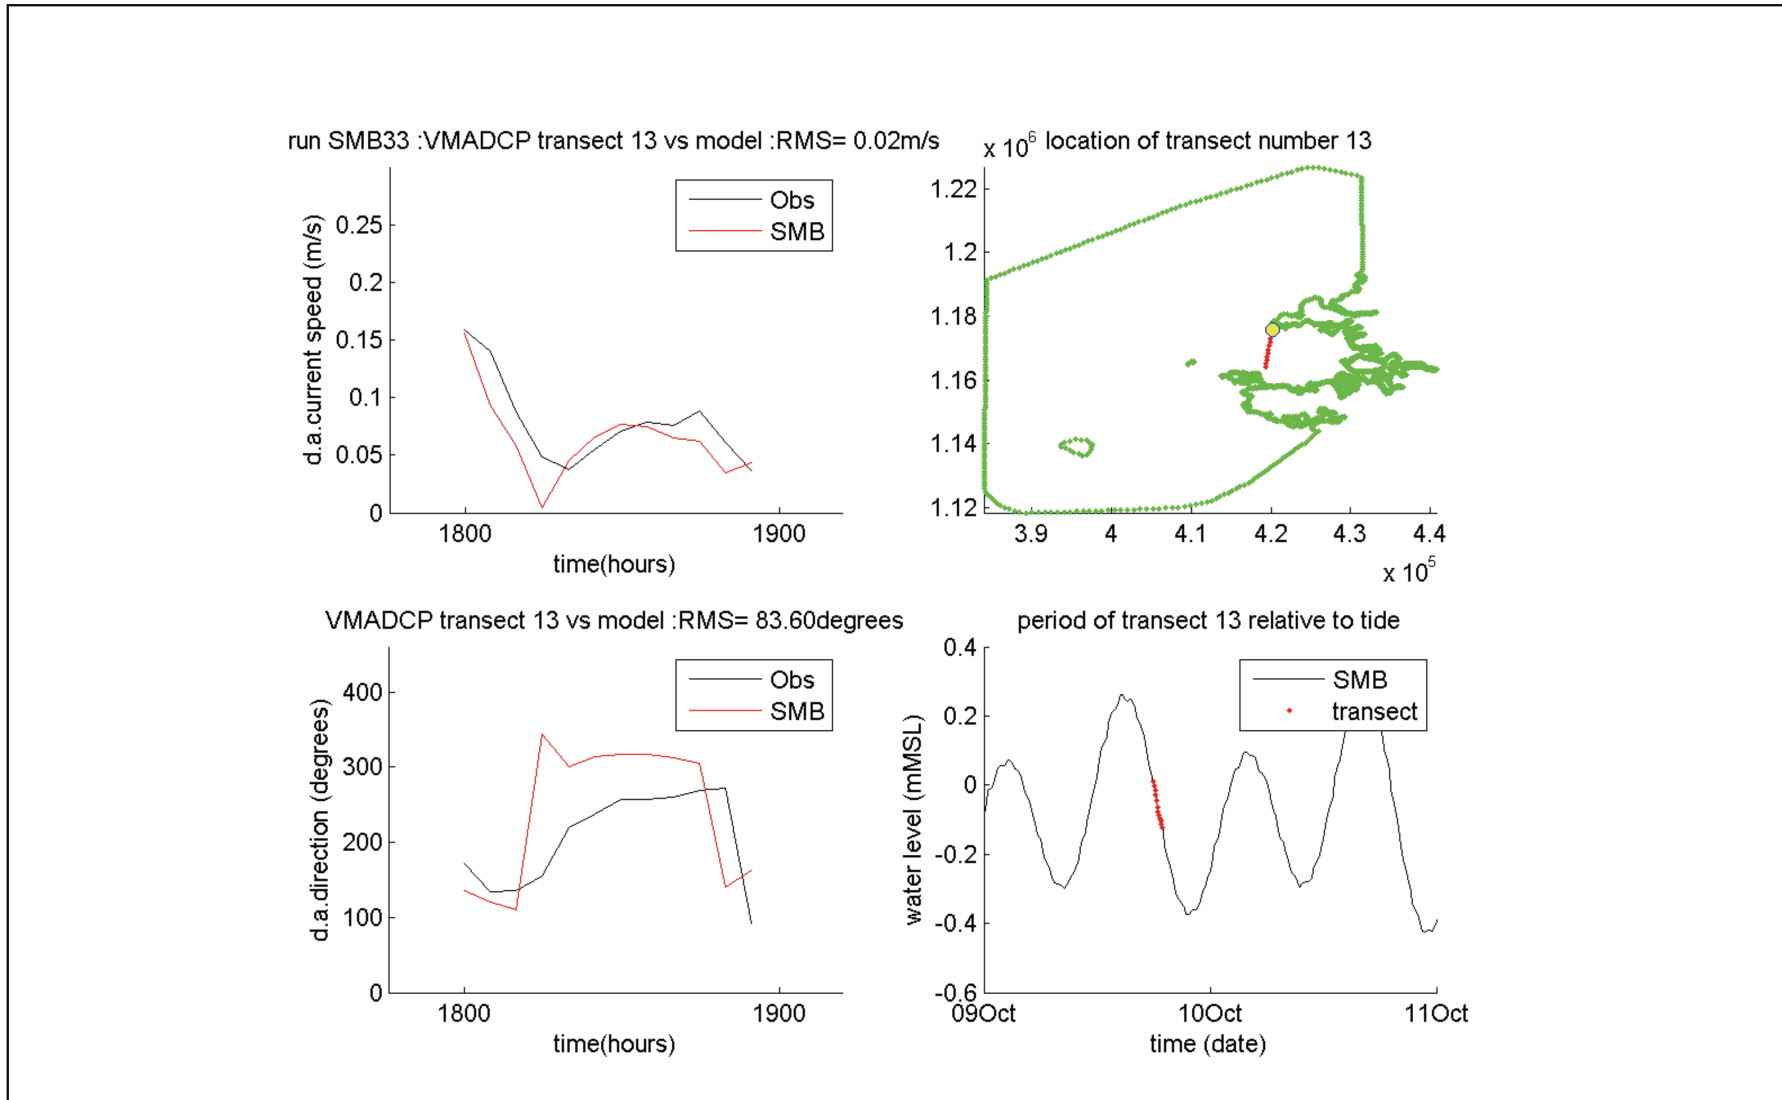 run SMB33 :VMADCP transect 13 vs model :RMS= 0.02m/s
Obs
SMB
0.25
0.2
0.15
0.1
0.05
0
d.a.current speed (m/s)
1800 1900
time(hours)
x 10^6 location of transect number 13
1.22
1.2
1.18
1.16
1.14
1.12
3.9 4 4.1 4.2 4.3 4.4
x 10^5
VMADCP transect 13 vs model :RMS= 83.60degrees
Obs
SMB
400
300
200
100
0
d.a.direction (degrees)
1800 1900
time(hours)
period of transect 13 relative to tide
SMB
transect
0.4
0.2
0
-0.2
-0.4
-0.6
water level (mMSL)
09Oct 10Oct 11Oct
time (date)